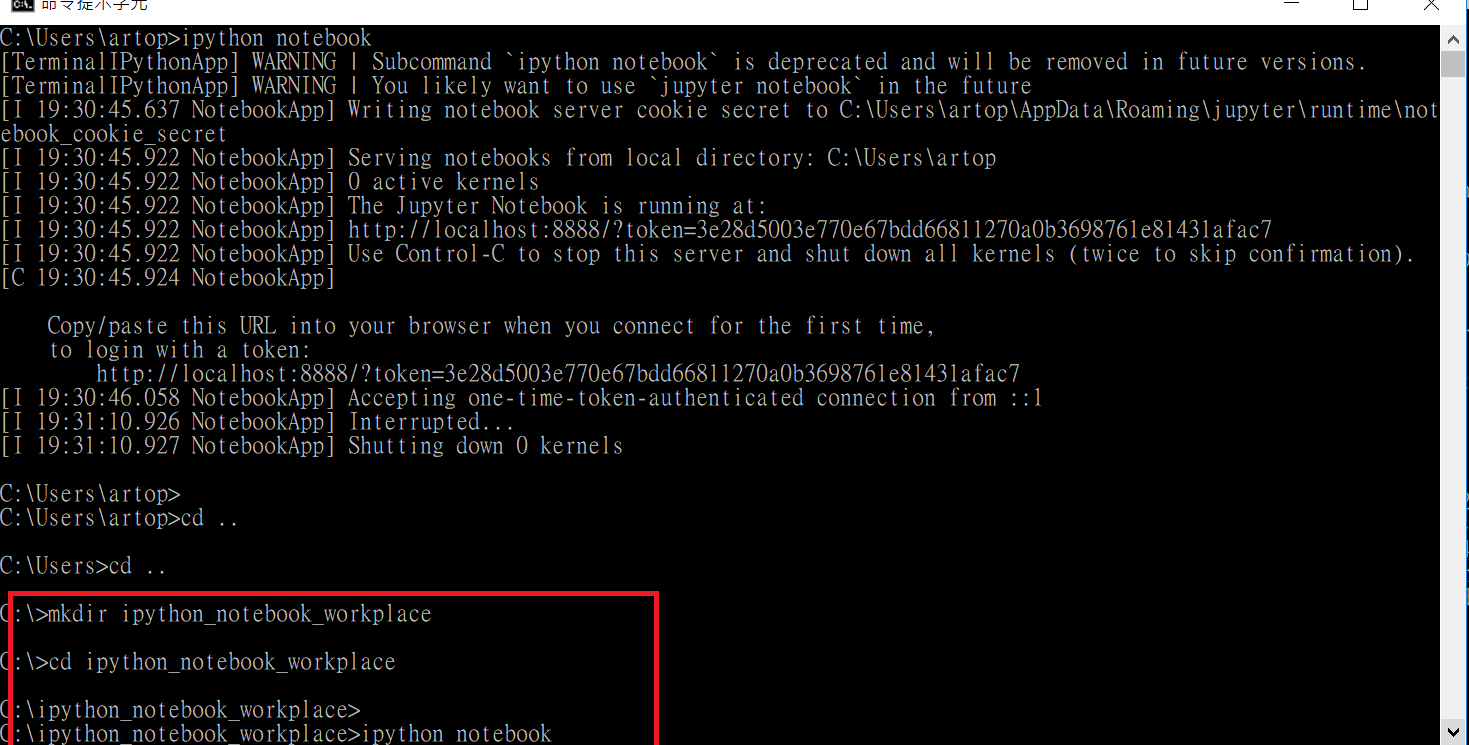 命令提示字元
C:\Users\artop>ipython notebook
[TerminalIPythonApp] WARNING | Subcommand `ipython notebook` is deprecated and will be removed in future versions.
[TerminalIPythonApp] WARNING | You likely want to use `jupyter notebook` in the future
[I 19:30:45.637 NotebookApp] Writing notebook server cookie secret to C:\Users\artop\AppData\Roaming\jupyter\runtime\not
ebook_cookie_secret
[I 19:30:45.922 NotebookApp] Serving notebooks from local directory: C:\Users\artop
[I 19:30:45.922 NotebookApp] 0 active kernels
[I 19:30:45.922 NotebookApp] The Jupyter Notebook is running at:
[I 19:30:45.922 NotebookApp] http://localhost:8888/?token=3e28d5003e770e67bdd66811270a0b3698761e81431afac7
[I 19:30:45.922 NotebookApp] Use Control-C to stop this server and shut down all kernels (twice to skip confirmation).
[C 19:30:45.924 NotebookApp]
Copy/paste this URL into your browser when you connect for the first time,
to login with a token:
http://localhost:8888/?token=3e28d5003e770e67bdd66811270a0b3698761e81431afac7
[I 19:30:46.058 NotebookApp] Accepting one-time-token-authenticated connection from ::1
[I 19:31:10.926 NotebookApp] Interrupted...
[I 19:31:10.927 NotebookApp] Shutting down 0 kernels
C:\Users\artop>
C:\Users\artop>cd ..
C:\Users>cd ..
C:\>mkdir ipython_notebook_workplace
C:\>cd ipython_notebook_workplace
C:\ipython_notebook_workplace>
C:\ipython_notebook_workplace>ipython notebook